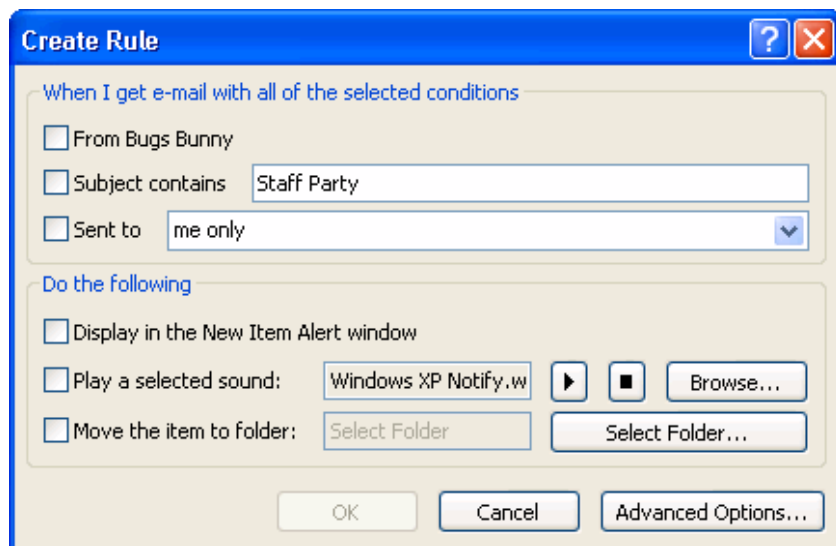 Create Rule
When I get e-mail with all of the selected conditions
From Bugs Bunny
Subject contains Staff Party
Sent to me only
Do the following
Display in the New Item Alert window
Play a selected sound: Windows XP Notify.w Browse...
Move the item to folder: Select Folder Select Folder...
OK Cancel Advanced Options...